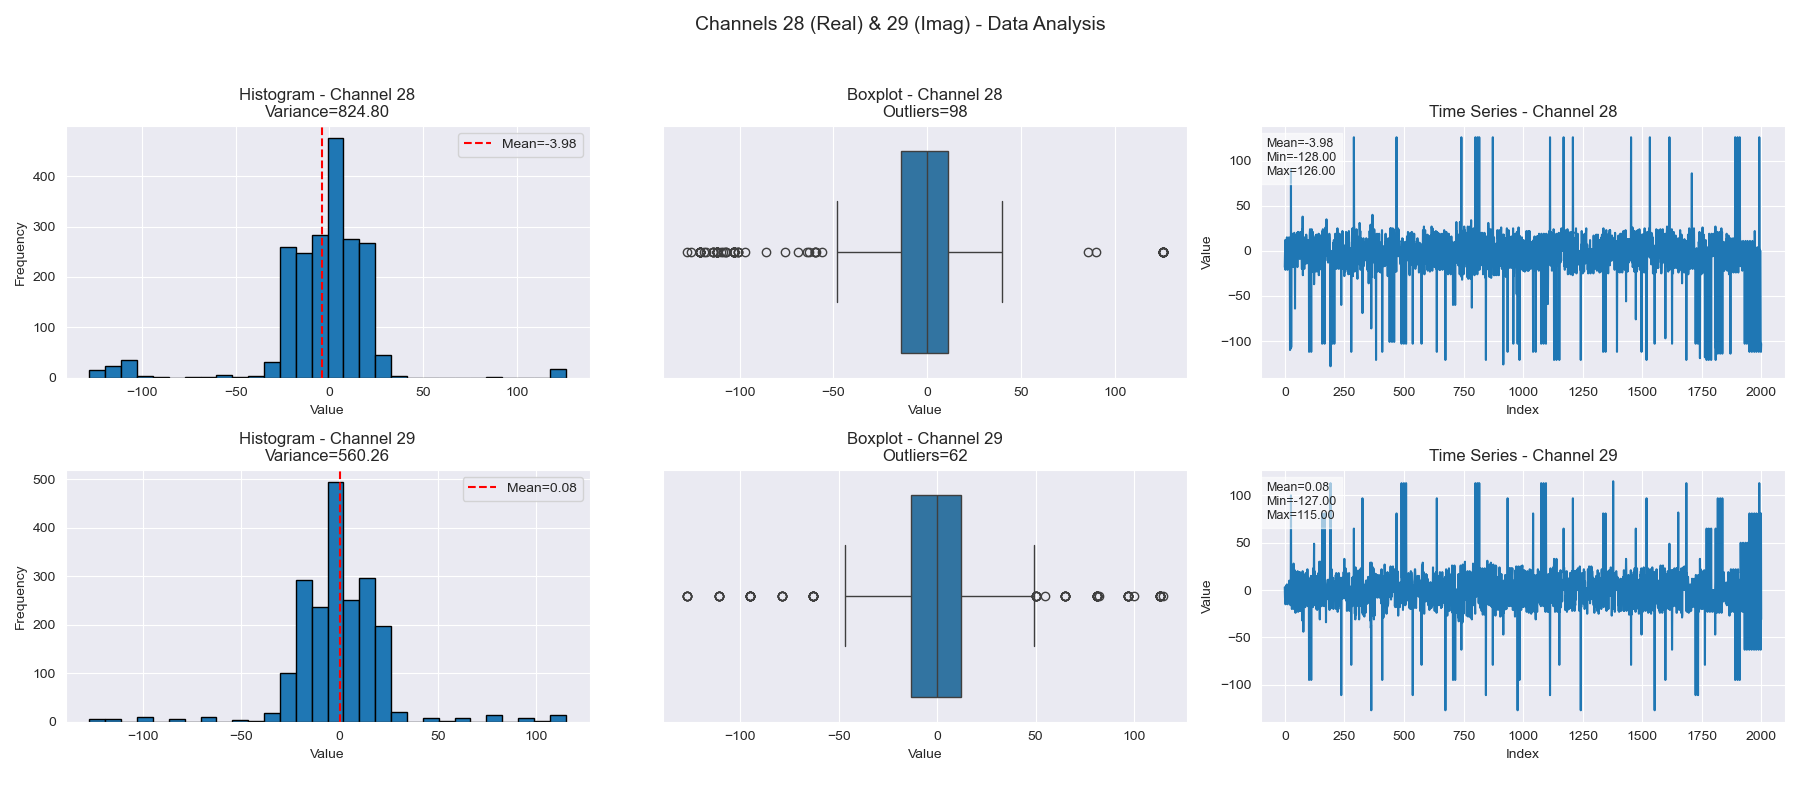 Channels 28 (Real) & 29 (Imag) - Data Analysis
Histogram - Channel 28
Variance=824.80
Mean=-3.98
Frequency
0
100
200
300
400
−100
−50
0
50
100
Value
Boxplot - Channel 28
Outliers=98
−100
−50
0
50
100
Value
Time Series - Channel 28
Mean=-3.98
Min=-128.00
Max=126.00
Value
100
50
0
−50
−100
0
250
500
750
1000
1250
1500
1750
2000
Index
Histogram - Channel 29
Variance=560.26
Mean=0.08
Frequency
0
100
200
300
400
500
−100
−50
0
50
100
Value
Boxplot - Channel 29
Outliers=62
−100
−50
0
50
100
Value
Time Series - Channel 29
Mean=0.08
Min=-127.00
Max=115.00
Value
100
50
0
−50
−100
0
250
500
750
1000
1250
1500
1750
2000
Index